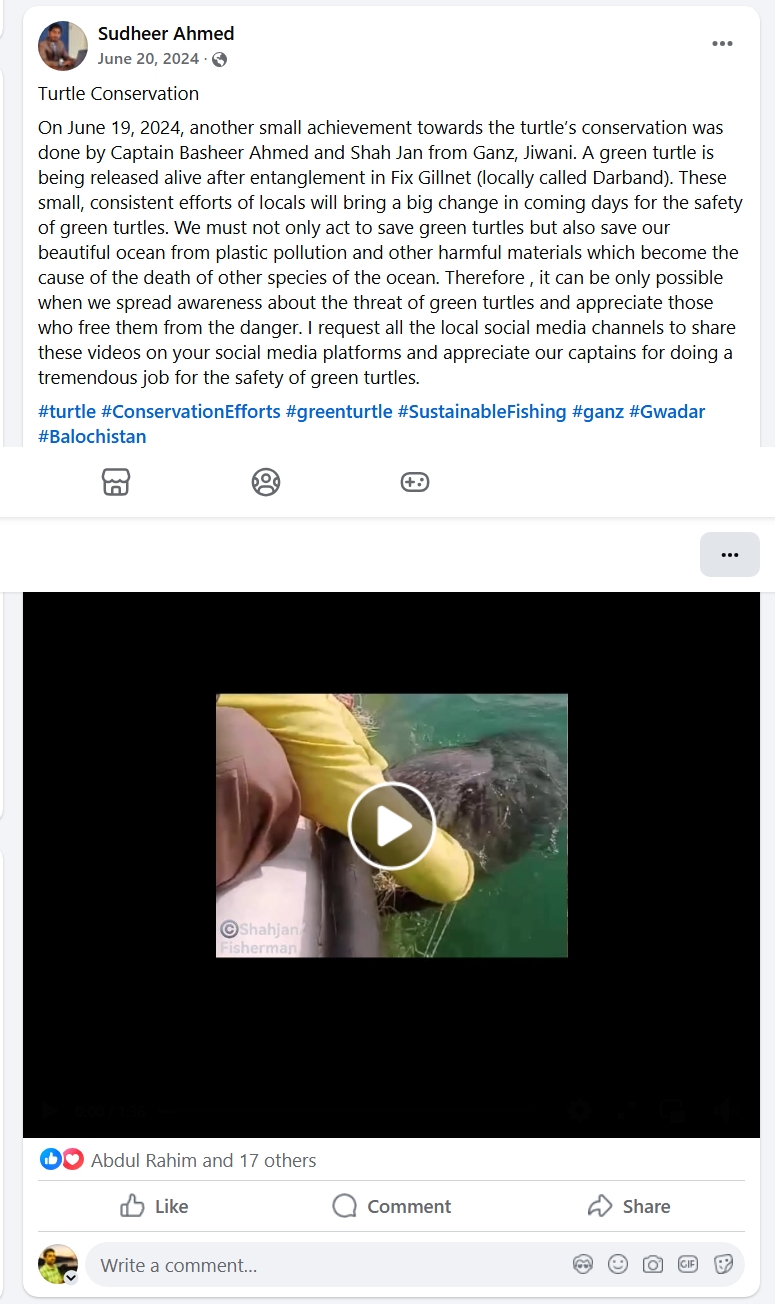 Sudheer Ahmed
June 20, 2024 ·
Turtle Conservation
On June 19, 2024, another small achievement towards the turtle's conservation was
done by Captain Basheer Ahmed and Shah Jan from Ganz, Jiwani. A green turtle is
being released alive after entanglement in Fix Gillnet (locally called Darband). These
small, consistent efforts of locals will bring a big change in coming days for the safety
of green turtles. We must not only act to save green turtles but also save our
beautiful ocean from plastic pollution and other harmful materials which become the
cause of the death of other species of the ocean. Therefore , it can be only possible
when we spread awareness about the threat of green turtles and appreciate those
who free them from the danger. I request all the local social media channels to share
these videos on your social media platforms and appreciate our captains for doing a
tremendous job for the safety of green turtles.
#turtle #ConservationEfforts #greenturtle #SustainableFishing #ganz #Gwadar
#Balochistan
©Shahjan
Fisherman
Abdul Rahim and 17 others
Like Comment Share
Write a comment...
GIF